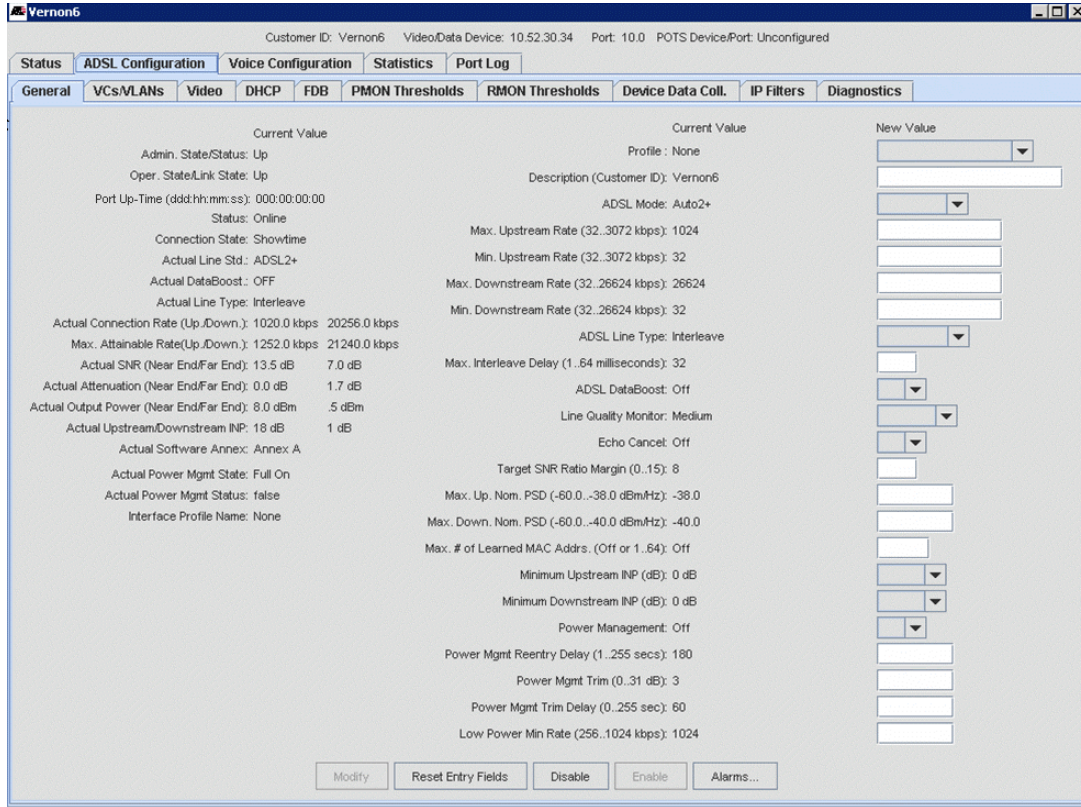 Vernon6
Customer ID: Vernon6 Video/Data Device: 10.52.30.34 Port: 10.0 POTS Device/Port: Unconfigured
Status ADSL Configuration Voice Configuration Statistics Port Log
General VCs/VLANs Video DHCP FDB PMON Thresholds RMON Thresholds Device Data Coll. IP Filters Diagnostics
Current Value
Admin. State/Status: Up
Oper. State/Link State: Up
Port Up-Time (ddd:hh:mm:ss): 000:00:00:00
Status: Online
Connection State: Showtime
Actual Line Std.: ADSL2+
Actual DataBoost.: OFF
Actual Line Type: Interleave
Actual Connection Rate (Up./Down.): 1020.0 kbps 20256.0 kbps
Max. Attainable Rate(Up./Down.): 1252.0 kbps 21240.0 kbps
Actual SNR (Near End/Far End): 13.5 dB 7.0 dB
Actual Attenuation (Near End/Far End): 0.0 dB 1.7 dB
Actual Output Power (Near End/Far End): 8.0 dBm .5 dBm
Actual Upstream/Downstream INP: 18 dB 1 dB
Actual Software Annex: Annex A
Actual Power Mgmt State: Full On
Actual Power Mgmt Status: false
Interface Profile Name: None
Current Value New Value
Profile : None
Description (Customer ID): Vernon6
ADSL Mode: Auto2+
Max. Upstream Rate (32..3072 kbps): 1024
Min. Upstream Rate (32..3072 kbps): 32
Max. Downstream Rate (32..26624 kbps): 26624
Min. Downstream Rate (32..26624 kbps): 32
ADSL Line Type: Interleave
Max. Interleave Delay (1..64 milliseconds): 32
ADSL DataBoost: Off
Line Quality Monitor: Medium
Echo Cancel: Off
Target SNR Ratio Margin (0..15): 8
Max. Up. Nom. PSD (-60.0..-38.0 dBm/Hz): -38.0
Max. Down. Nom. PSD (-60.0..-40.0 dBm/Hz): -40.0
Max. # of Learned MAC Addrs. (Off or 1..64): Off
Minimum Upstream INP (dB): 0 dB
Minimum Downstream INP (dB): 0 dB
Power Management: Off
Power Mgmt Reentry Delay (1..255 secs): 180
Power Mgmt Trim (0..31 dB): 3
Power Mgmt Trim Delay (0..255 sec): 60
Low Power Min Rate (256..1024 kbps): 1024
Modify Reset Entry Fields Disable Enable Alarms...